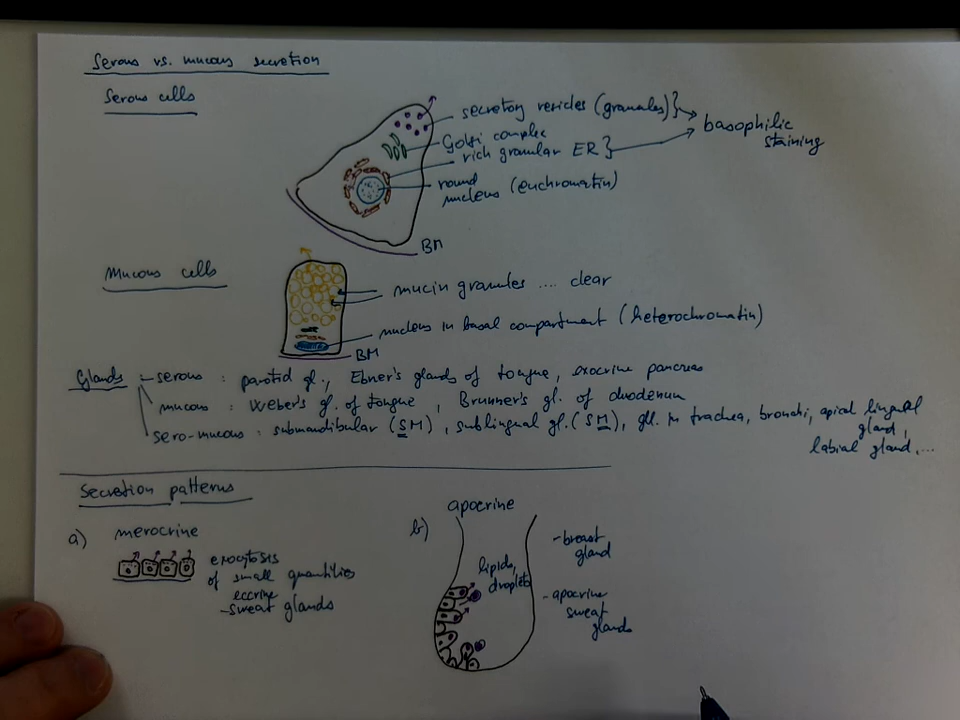 Serous vs. mucous secretion
Serous cells
secretory vesicles (granules)
Golgi complex
rich granular ER
basophilic
staining
round
nucleus (euchromatin)
BM
Mucous cells
mucin granules .... clear
nucleus in basal compartment (heterochromatin)
BM
Glands - serous : parotid gl., Ebner's glands of tongue, exocrine pancreas
mucous : Weber's gl. of tongue, Brunner's gl. of duodenum
sero-mucous : submandibular (SM), sublingual gl. (SM), gll. in trachea, bronchi, apical lingual
gland,
labial gland,...
Secretion patterns
a) merocrine
exocytosis
of small quantities
eccrine
-sweat glands
b) apocrine
lipids,
droplets
-breast
gland
-apocrine
sweat
glands